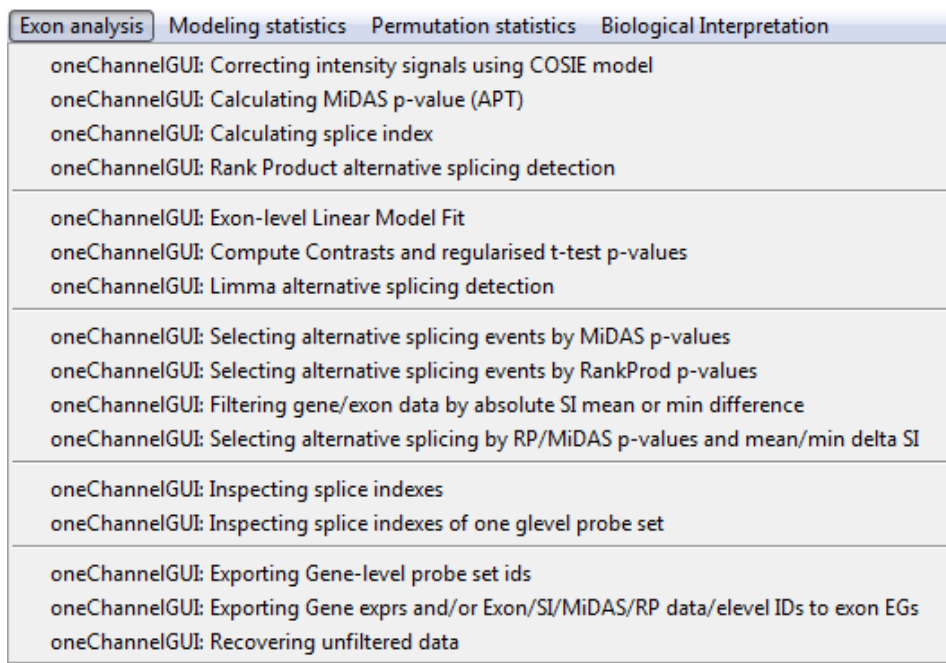 Exon analysis Modeling statistics Permutation statistics Biological Interpretation
oneChannelGUI: Correcting intensity signals using COSIE model
oneChannelGUI: Calculating MiDAS p-value (APT)
oneChannelGUI: Calculating splice index
oneChannelGUI: Rank Product alternative splicing detection
oneChannelGUI: Exon-level Linear Model Fit
oneChannelGUI: Compute Contrasts and regularised t-test p-values
oneChannelGUI: Limma alternative splicing detection
oneChannelGUI: Selecting alternative splicing events by MiDAS p-values
oneChannelGUI: Selecting alternative splicing events by RankProd p-values
oneChannelGUI: Filtering gene/exon data by absolute SI mean or min difference
oneChannelGUI: Selecting alternative splicing by RP/MiDAS p-values and mean/min delta SI
oneChannelGUI: Inspecting splice indexes
oneChannelGUI: Inspecting splice indexes of one glevel probe set
oneChannelGUI: Exporting Gene-level probe set ids
oneChannelGUI: Exporting Gene exprs and/or Exon/SI/MiDAS/RP data/elevel IDs to exon EGs
oneChannelGUI: Recovering unfiltered data